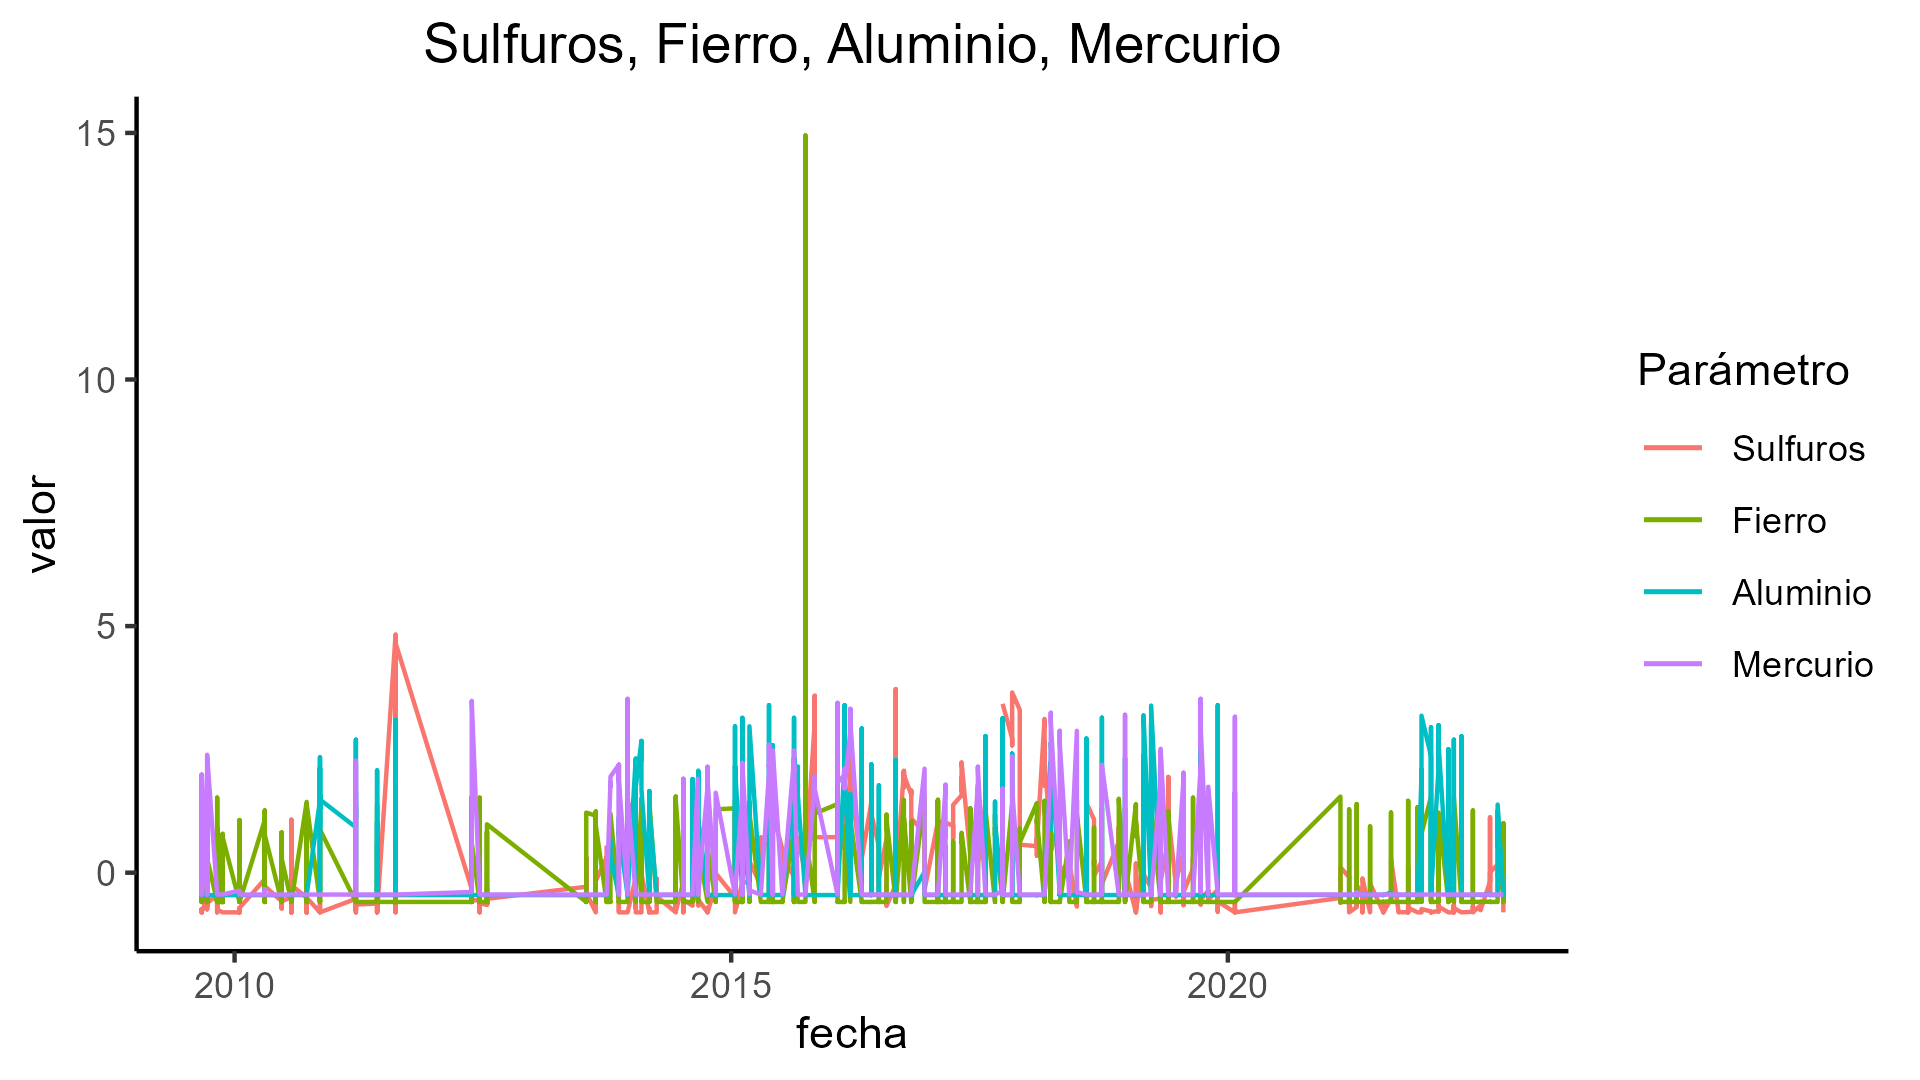 Sulfuros, Fierro, Aluminio, Mercurio
valor
15
10
5
0
2010 2015 2020
fecha
Parámetro
Sulfuros
Fierro
Aluminio
Mercurio